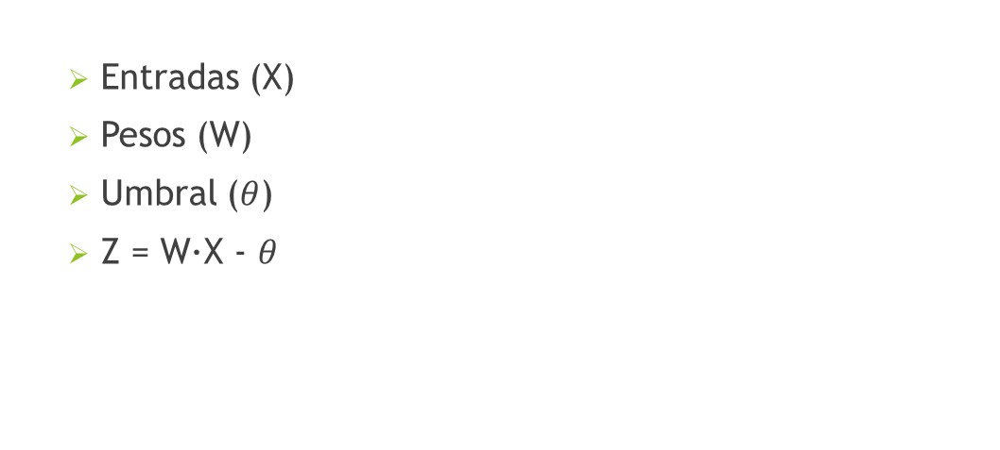 ➢ Entradas (X)
➢ Pesos (W)
➢ Umbral (𝜃)
➢ Z = W·X - 𝜃